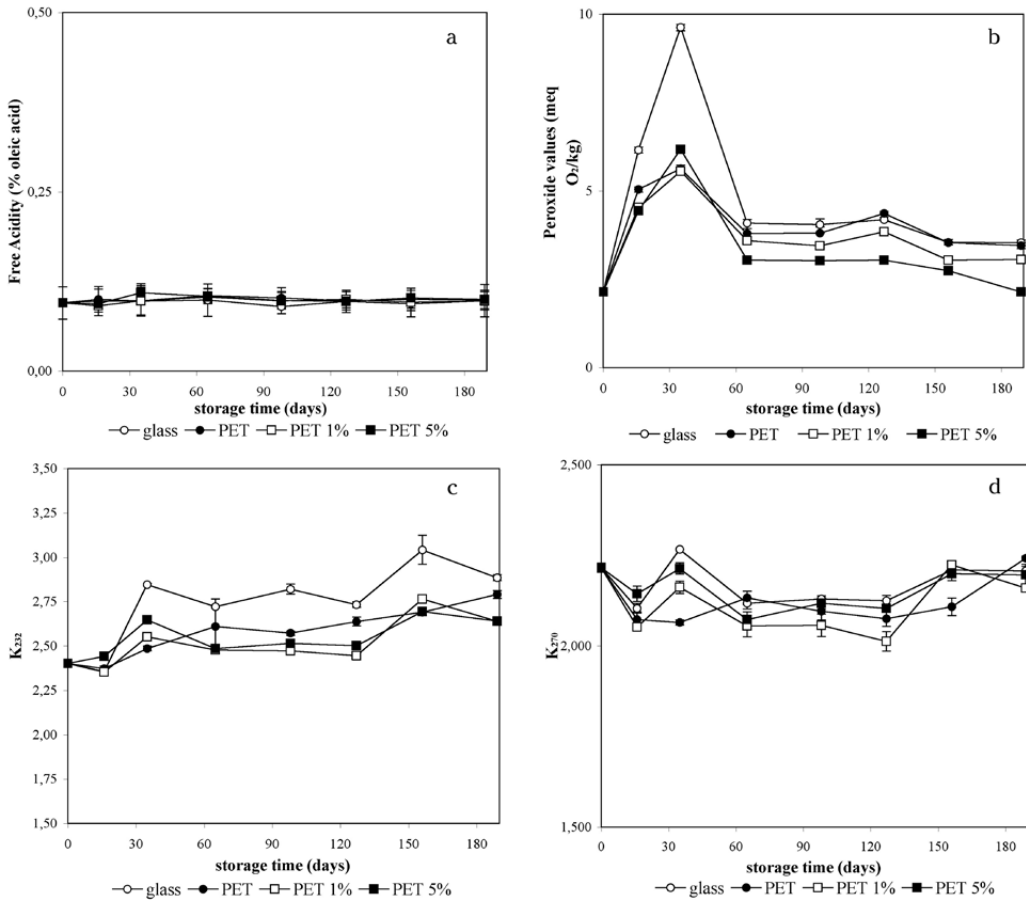 a
0,50
0,25
0,00
Free Acidity (% oleic acid)
0 30 60 90 120 150 180
storage time (days)
glass PET PET 1% PET 5%
b
10
5
0
Peroxide values (meq
O₂/kg)
0 30 60 90 120 150 180
storage time (days)
glass PET PET 1% PET 5%
c
3,50
3,25
3,00
2,75
2,50
2,25
2,00
1,75
1,50
K₂₃₂
0 30 60 90 120 150 180
storage time (days)
glass PET PET 1% PET 5%
d
2,500
2,000
1,500
K₂₇₀
0 30 60 90 120 150 180
storage time (days)
glass PET PET 1% PET 5%